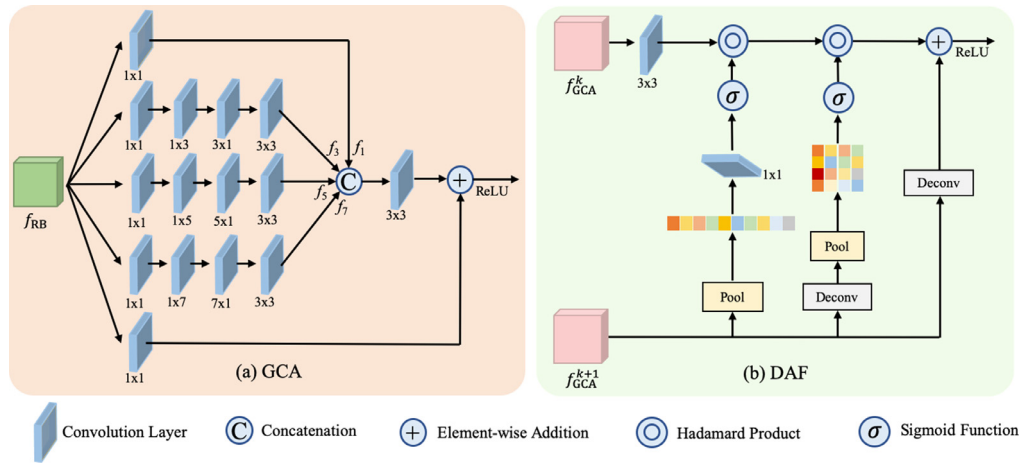 1x1
1x1
1x3
3x1
3x3
f₃
f₁
f_RB
1x1
1x5
5x1
3x3
f₅
C
f₇
3x3
+
ReLU
1x1
1x7
7x1
3x3
1x1
(a) GCA
f^k_GCA
3x3
+
ReLU
σ
σ
1x1
Deconv
Pool
Pool
Deconv
f^{k+1}_GCA
(b) DAF
Convolution Layer
C Concatenation
+ Element-wise Addition
Hadamard Product
σ Sigmoid Function